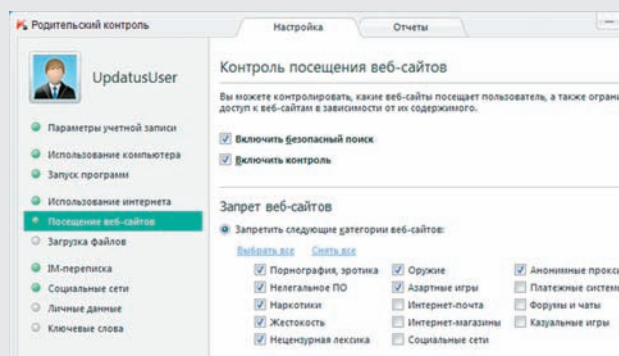 Родительский контроль
Настройка
Отчеты
UpdatusUser
Параметры учетной записи
Использование компьютера
Запуск программ
Использование интернета
Посещение веб-сайтов
Загрузка файлов
IM-переписка
Социальные сети
Личные данные
Ключевые слова
Контроль посещения веб-сайтов
Вы можете контролировать, какие веб-сайты посещает пользователь, а также ограни
доступ к веб-сайтам в зависимости от их содержимого.
Включить безопасный поиск
Включить контроль
Запрет веб-сайтов
Запретить следующие категории веб-сайтов:
Выбрать все Снять все
Порнография, эротика Оружие Анонимные прокси
Нелегальное ПО Азартные игры Платежные систем
Наркотики Интернет-почта Форумы и чаты
Жестокость Интернет-магазины Казуальные игры
Нецензурная лексика Социальные сети